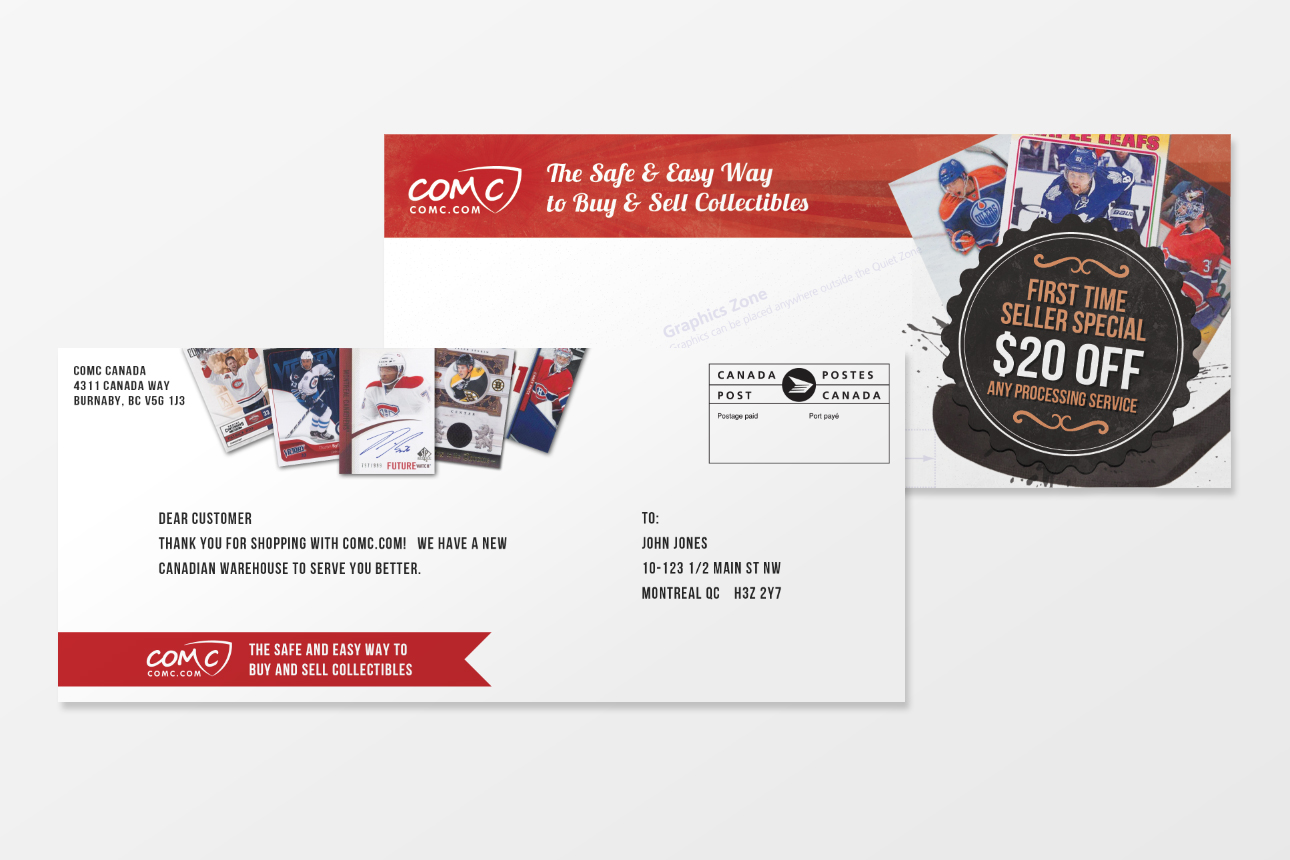 COMC
COMC.COM
The Safe & Easy Way
to Buy & Sell Collectibles
MAPLE LEAFS
Graphics Zone
Graphics can be placed anywhere outside the Quiet Zone
FIRST TIME
SELLER SPECIAL
$20 OFF
ANY PROCESSING SERVICE
COMC CANADA
4311 CANADA WAY
BURNABY, BC V5G 1J3
FUTURE WATCH
CANADA POSTES
POST CANADA
Postage paid Port payé
DEAR CUSTOMER
THANK YOU FOR SHOPPING WITH COMC.COM! WE HAVE A NEW
CANADIAN WAREHOUSE TO SERVE YOU BETTER.
TO:
JOHN JONES
10-123 1/2 MAIN ST NW
MONTREAL QC H3Z 2Y7
COMC
COMC.COM
THE SAFE AND EASY WAY TO
BUY AND SELL COLLECTIBLES